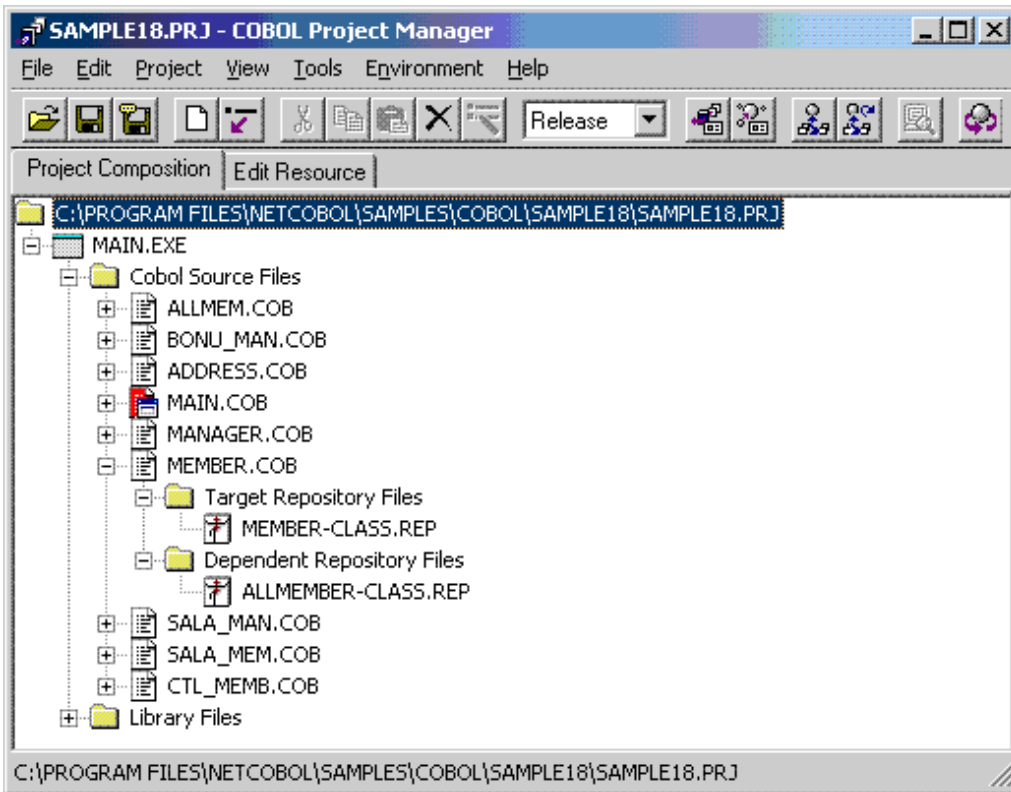 SAMPLE18.PRJ - COBOL Project Manager
File Edit Project View Tools Environment Help
Release
Project Composition Edit Resource
C:\PROGRAM FILES\NETCOBOL\SAMPLES\COBOL\SAMPLE18\SAMPLE18.PRJ
MAIN.EXE
Cobol Source Files
ALLMEM.COB
BONU_MAN.COB
ADDRESS.COB
MAIN.COB
MANAGER.COB
MEMBER.COB
Target Repository Files
MEMBER-CLASS.REP
Dependent Repository Files
ALLMEMBER-CLASS.REP
SALA_MAN.COB
SALA_MEM.COB
CTL_MEMB.COB
Library Files
C:\PROGRAM FILES\NETCOBOL\SAMPLES\COBOL\SAMPLE18\SAMPLE18.PRJ